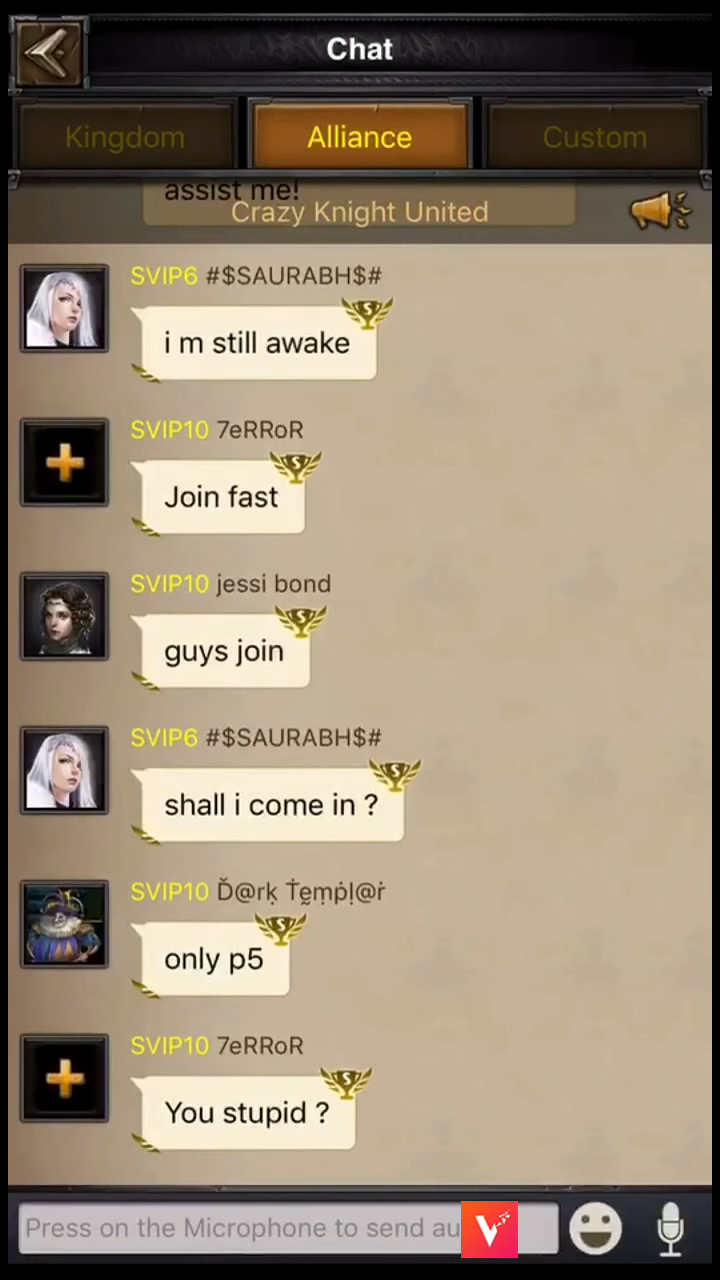 Chat
Kingdom
Alliance
Custom
assist me!
Crazy Knight United
SVIP6 #$SAURABH$#
i m still awake
SVIP10 7eRRoR
Join fast
SVIP10 jessi bond
guys join
SVIP6 #$SAURABH$#
shall i come in ?
SVIP10 Ď@rķ Ṫḙṃṗḷ@ṙ
only p5
SVIP10 7eRRoR
You stupid ?
Press on the Microphone to send au